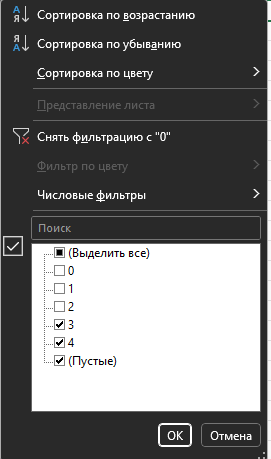 Сортировка по возрастанию
Сортировка по убыванию
Сортировка по цвету
Представление листа
Снять фильтрацию с "0"
Фильтр по цвету
Числовые фильтры
Поиск
(Выделить все)
0
1
2
3
4
(Пустые)
ОК Отмена